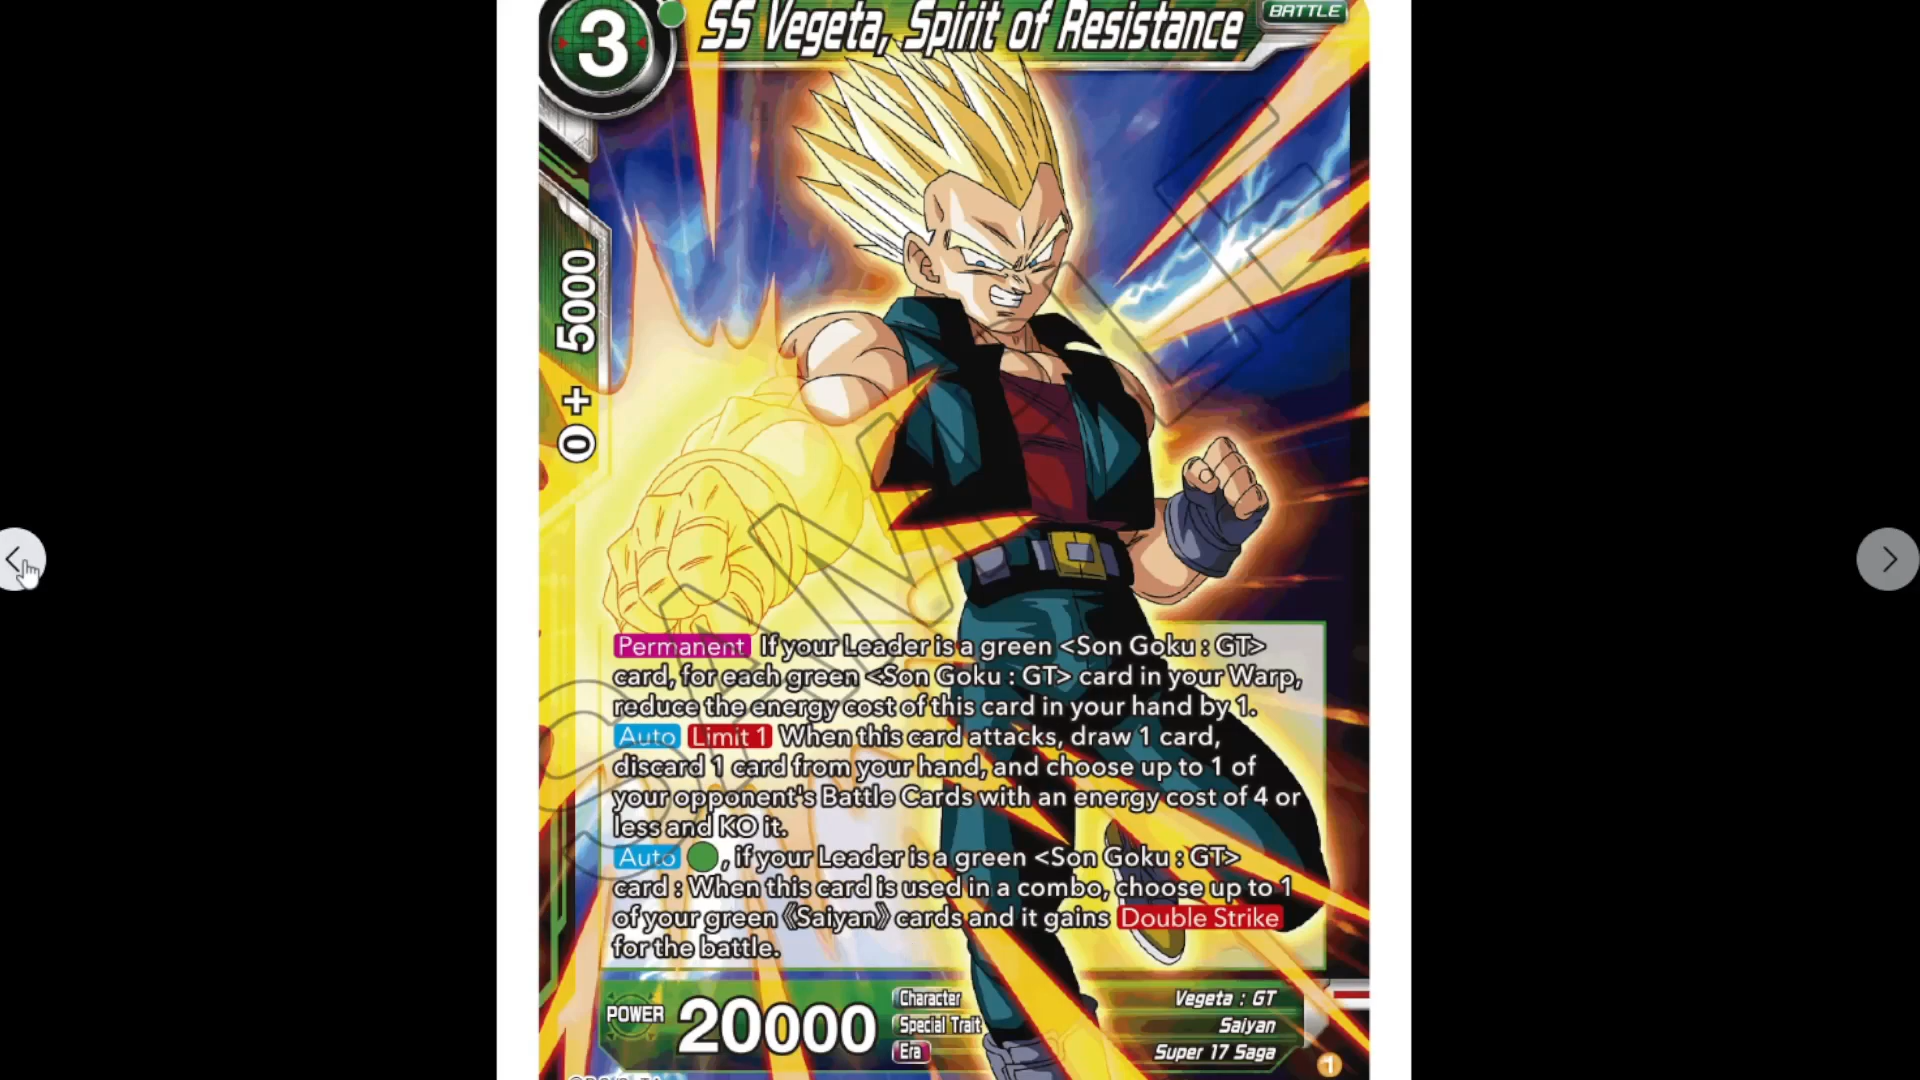 3
SS Vegeta, Spirit of Resistance
BATTLE
0 + 5000
SAMPLE
Permanent If your Leader is a green <Son Goku : GT>
card, for each green <Son Goku : GT> card in your Warp,
reduce the energy cost of this card in your hand by 1.
Auto Limit 1 When this card attacks, draw 1 card,
discard 1 card from your hand, and choose up to 1 of
your opponent's Battle Cards with an energy cost of 4 or
less and KO it.
Auto , if your Leader is a green <Son Goku : GT>
card : When this card is used in a combo, choose up to 1
of your green 《Saiyan》 cards and it gains Double Strike
for the battle.
POWER 20000
Character Vegeta : GT
Special Trait Saiyan
Era Super 17 Saga
1